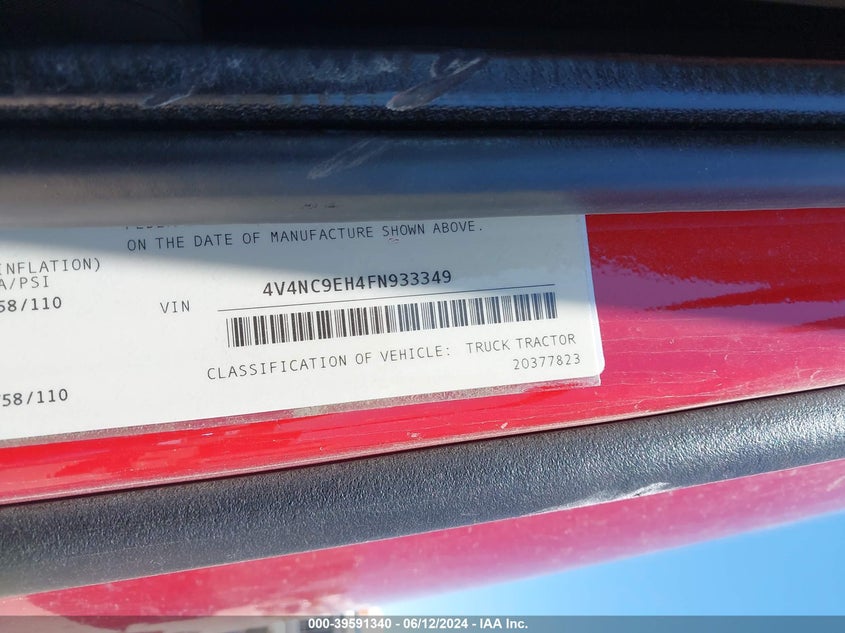 ON THE DATE OF MANUFACTURE SHOWN ABOVE.
INFLATION)
A/PSI
58/110
VIN 4V4NC9EH4FN933349
CLASSIFICATION OF VEHICLE: TRUCK TRACTOR
20377823
758/110
000-39591340 - 06/12/2024 - IAA Inc.